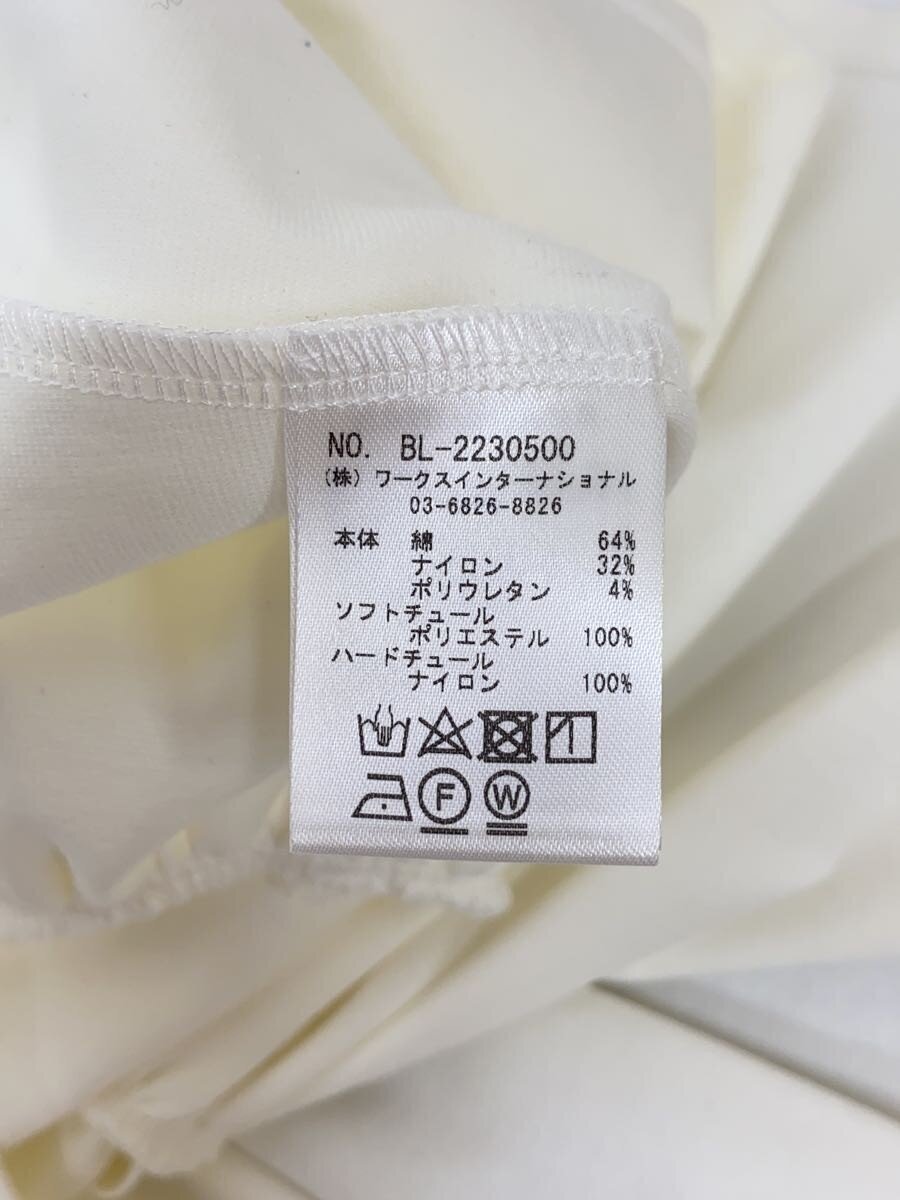 NO. BL-2230500
(株) ワークスインターナショナル
03-6826-8826
本体 綿 64%
ナイロン 32%
ポリウレタン 4%
ソフトチュール
ポリエステル 100%
ハードチュール
ナイロン 100%
F W